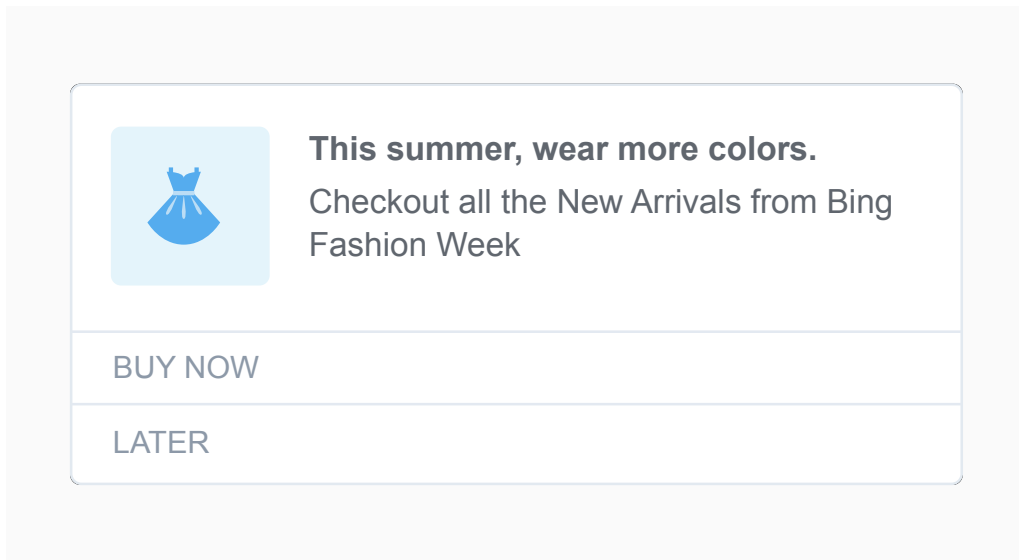 This summer, wear more colors.
Checkout all the New Arrivals from Bing
Fashion Week
BUY NOW
LATER